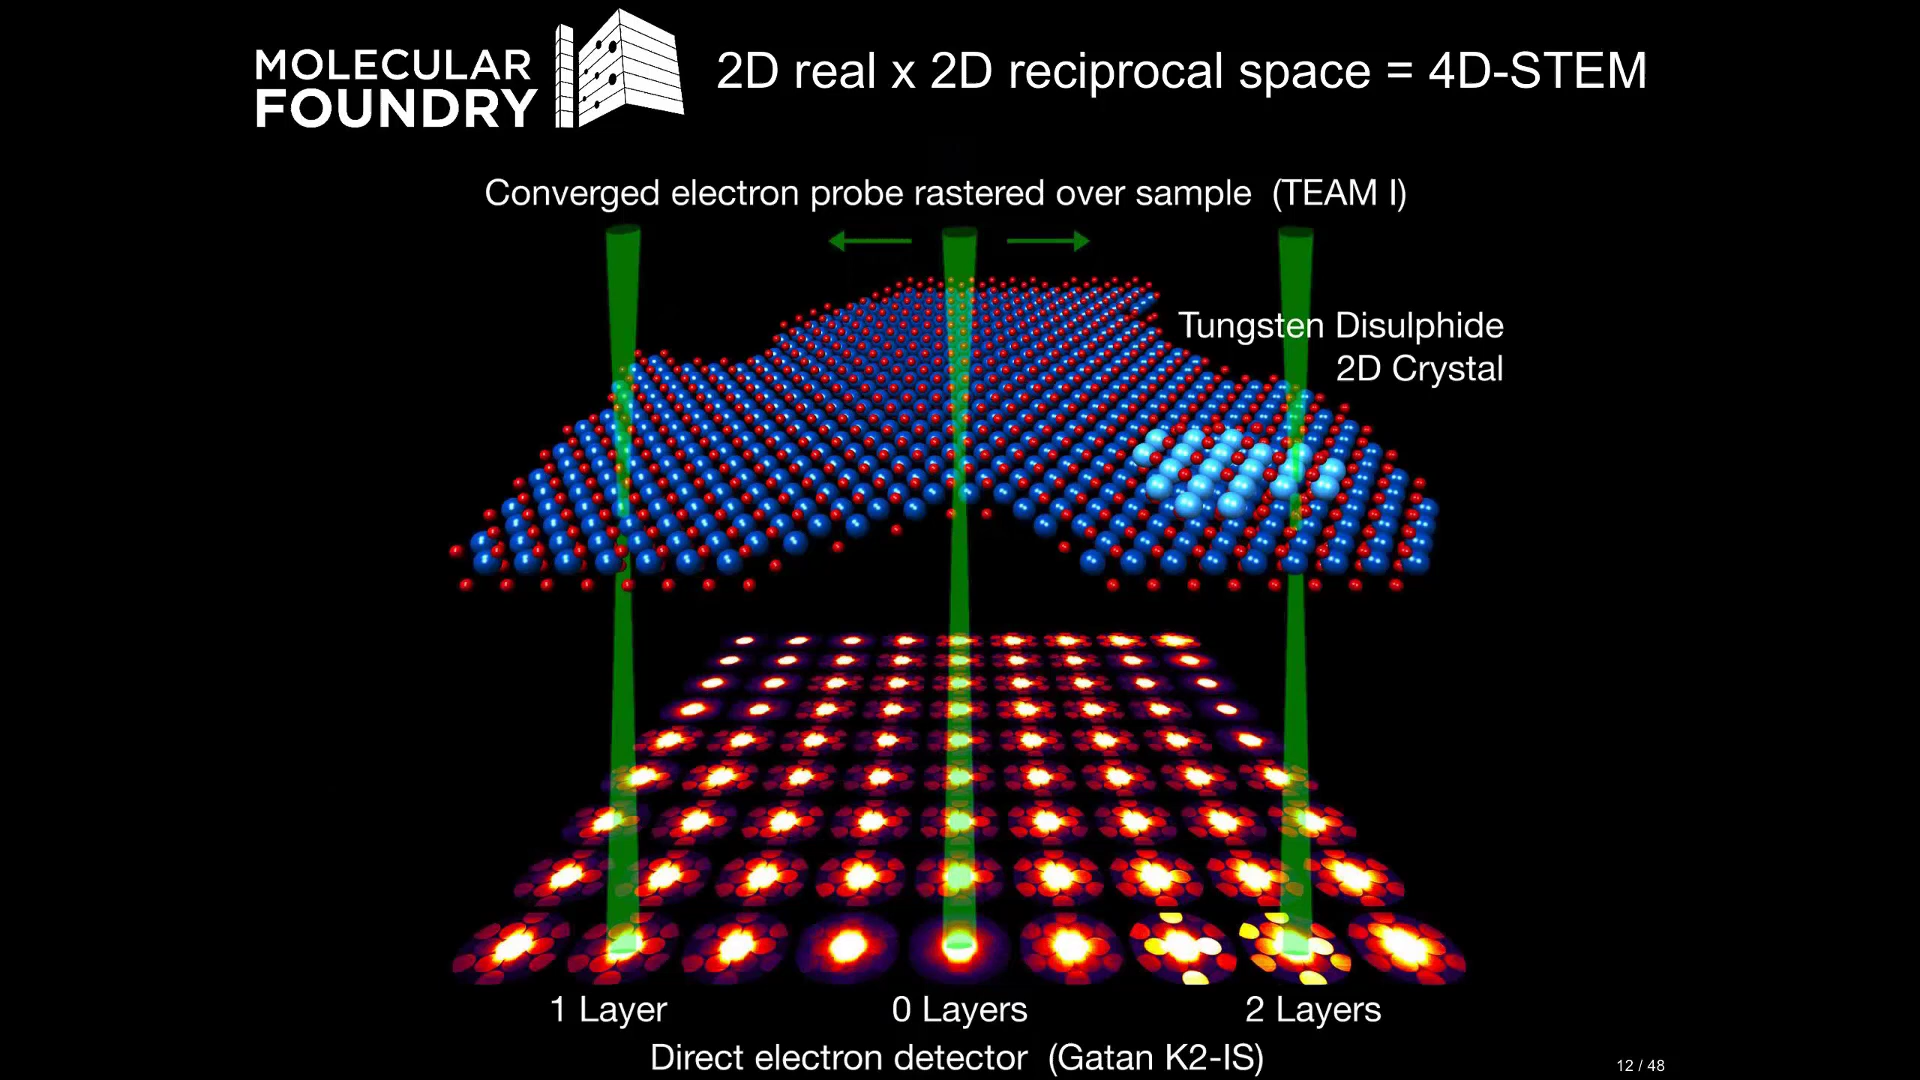 MOLECULAR
FOUNDRY
2D real x 2D reciprocal space = 4D-STEM
Converged electron probe rastered over sample (TEAM I)
Tungsten Disulphide
2D Crystal
1 Layer
0 Layers
2 Layers
Direct electron detector (Gatan K2-IS)
12 / 48